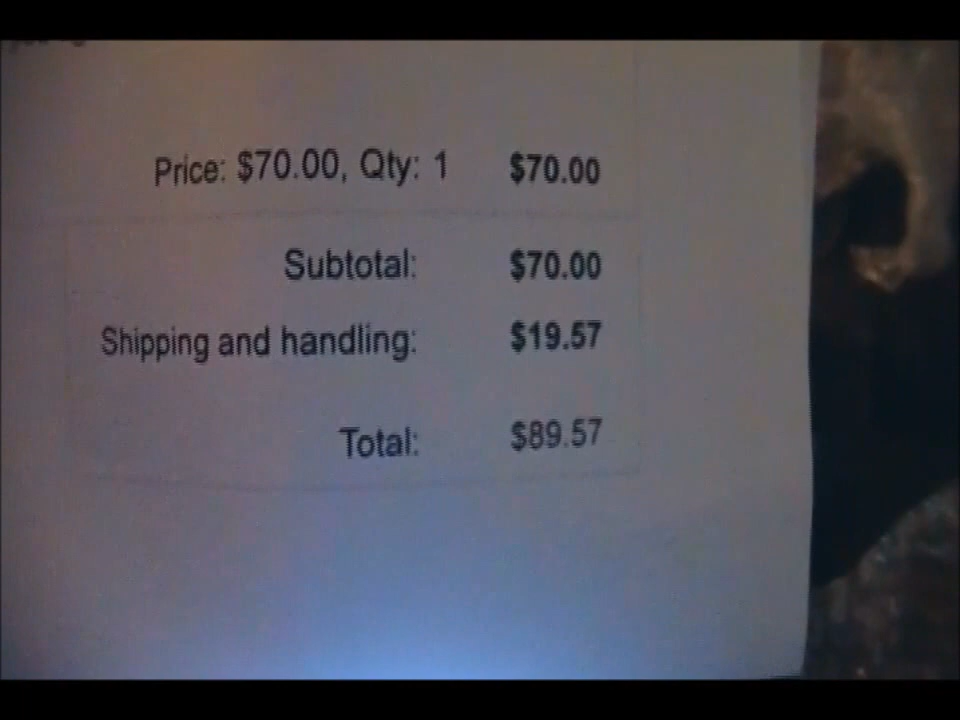 Price: $70.00, Qty: 1 $70.00
Subtotal: $70.00
Shipping and handling: $19.57
Total: $89.57